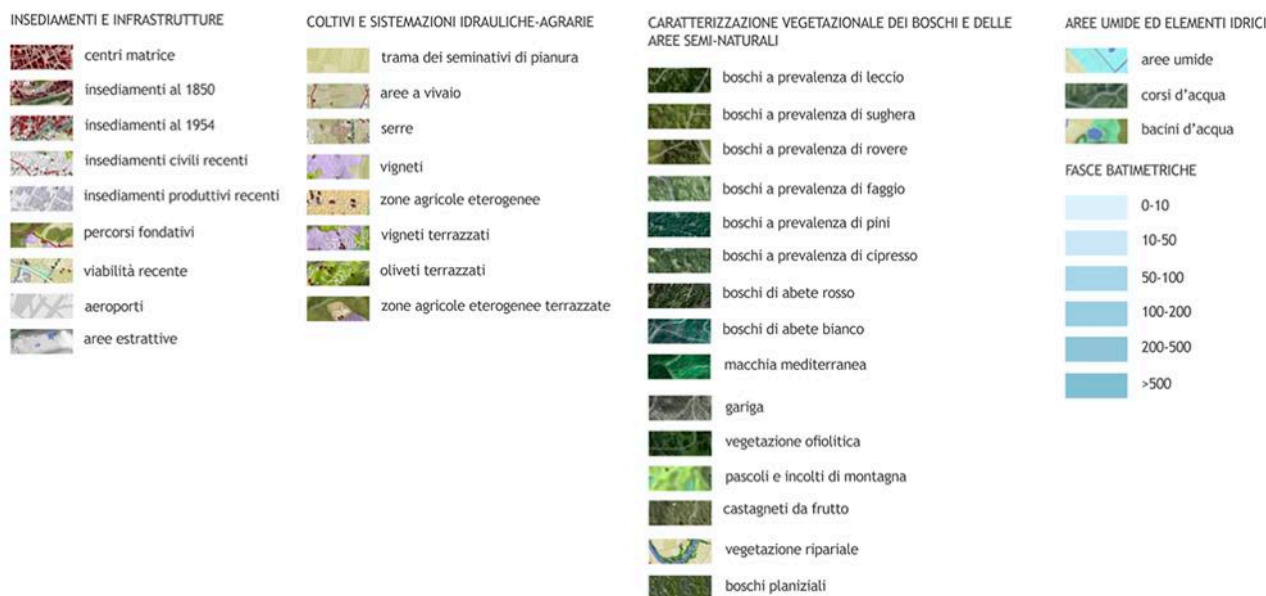 INSEDIAMENTI E INFRASTRUTTURE
centri matrice
insediamenti al 1850
insediamenti al 1954
insediamenti civili recenti
insediamenti produttivi recenti
percorsi fondativi
viabilità recente
aeroporti
aree estrattive
COLTIVI E SISTEMAZIONI IDRAULICHE-AGRARIE
trama dei seminativi di pianura
aree a vivaio
serre
vigneti
zone agricole eterogenee
vigneti terrazzati
oliveti terrazzati
zone agricole eterogenee terrazzate
CARATTERIZZAZIONE VEGETAZIONALE DEI BOSCHI E DELLE
AREE SEMI-NATURALI
boschi a prevalenza di leccio
boschi a prevalenza di sughera
boschi a prevalenza di rovere
boschi a prevalenza di faggio
boschi a prevalenza di pini
boschi a prevalenza di cipresso
boschi di abete rosso
boschi di abete bianco
macchia mediterranea
gariga
vegetazione ofiolitica
pascoli e incolti di montagna
castagneti da frutto
vegetazione ripariale
boschi planiziali
AREE UMIDE ED ELEMENTI IDRICI
aree umide
corsi d'acqua
bacini d'acqua
FASCE BATIMETRICHE
0-10
10-50
50-100
100-200
200-500
>500